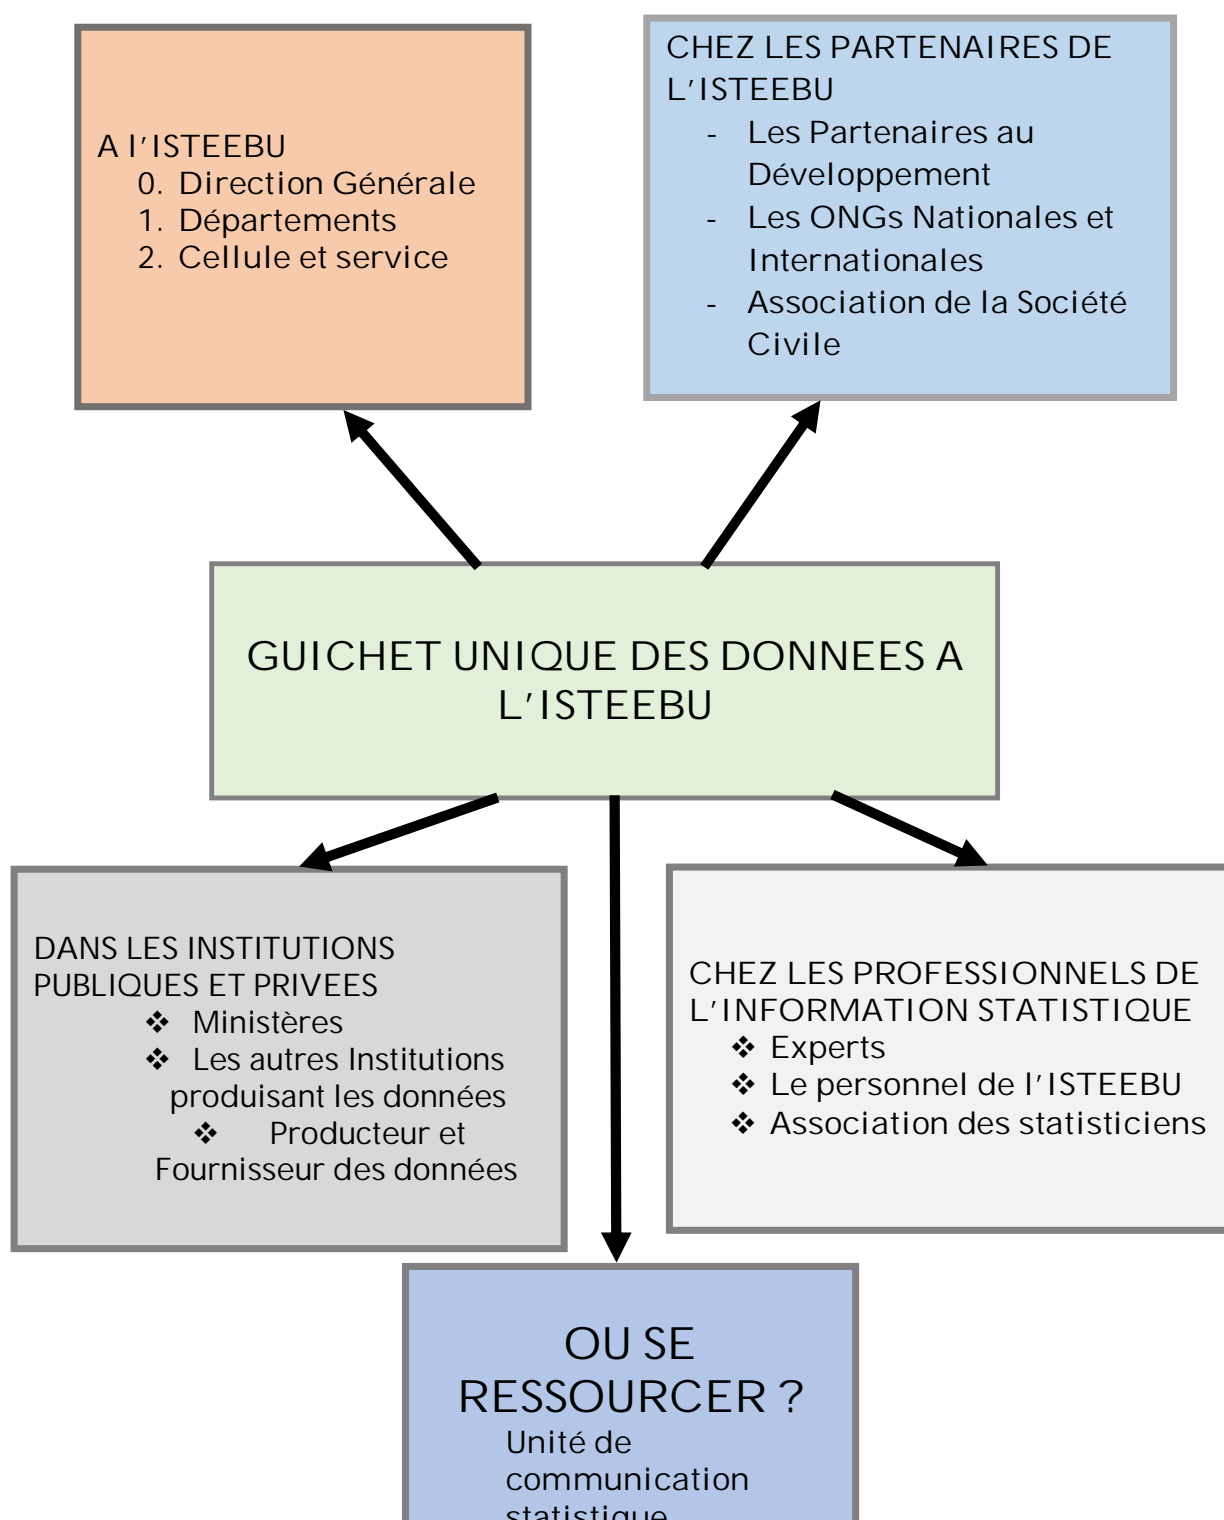 A l'ISTEEBU
0. Direction Générale
1. Départements
2. Cellule et service
CHEZ LES PARTENAIRES DE
L'ISTEEBU
- Les Partenaires au
Développement
- Les ONGs Nationales et
Internationales
- Association de la Société
Civile
GUICHET UNIQUE DES DONNEES A
L'ISTEEBU
DANS LES INSTITUTIONS
PUBLIQUES ET PRIVEES
❖ Ministères
❖ Les autres Institutions
produisant les données
❖ Producteur et
Fournisseur des données
CHEZ LES PROFESSIONNELS DE
L'INFORMATION STATISTIQUE
❖ Experts
❖ Le personnel de l'ISTEEBU
❖ Association des statisticiens
OU SE
RESSOURCER ?
Unité de
communication
statistique